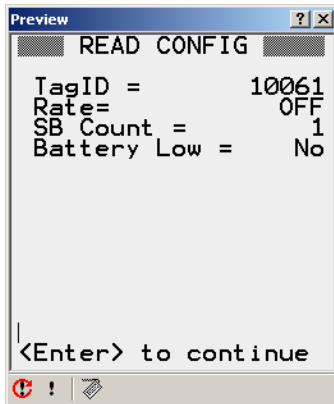 Preview
READ CONFIG
TagID = 10061
Rate= OFF
SB Count = 1
Battery Low = No
<Enter> to continue